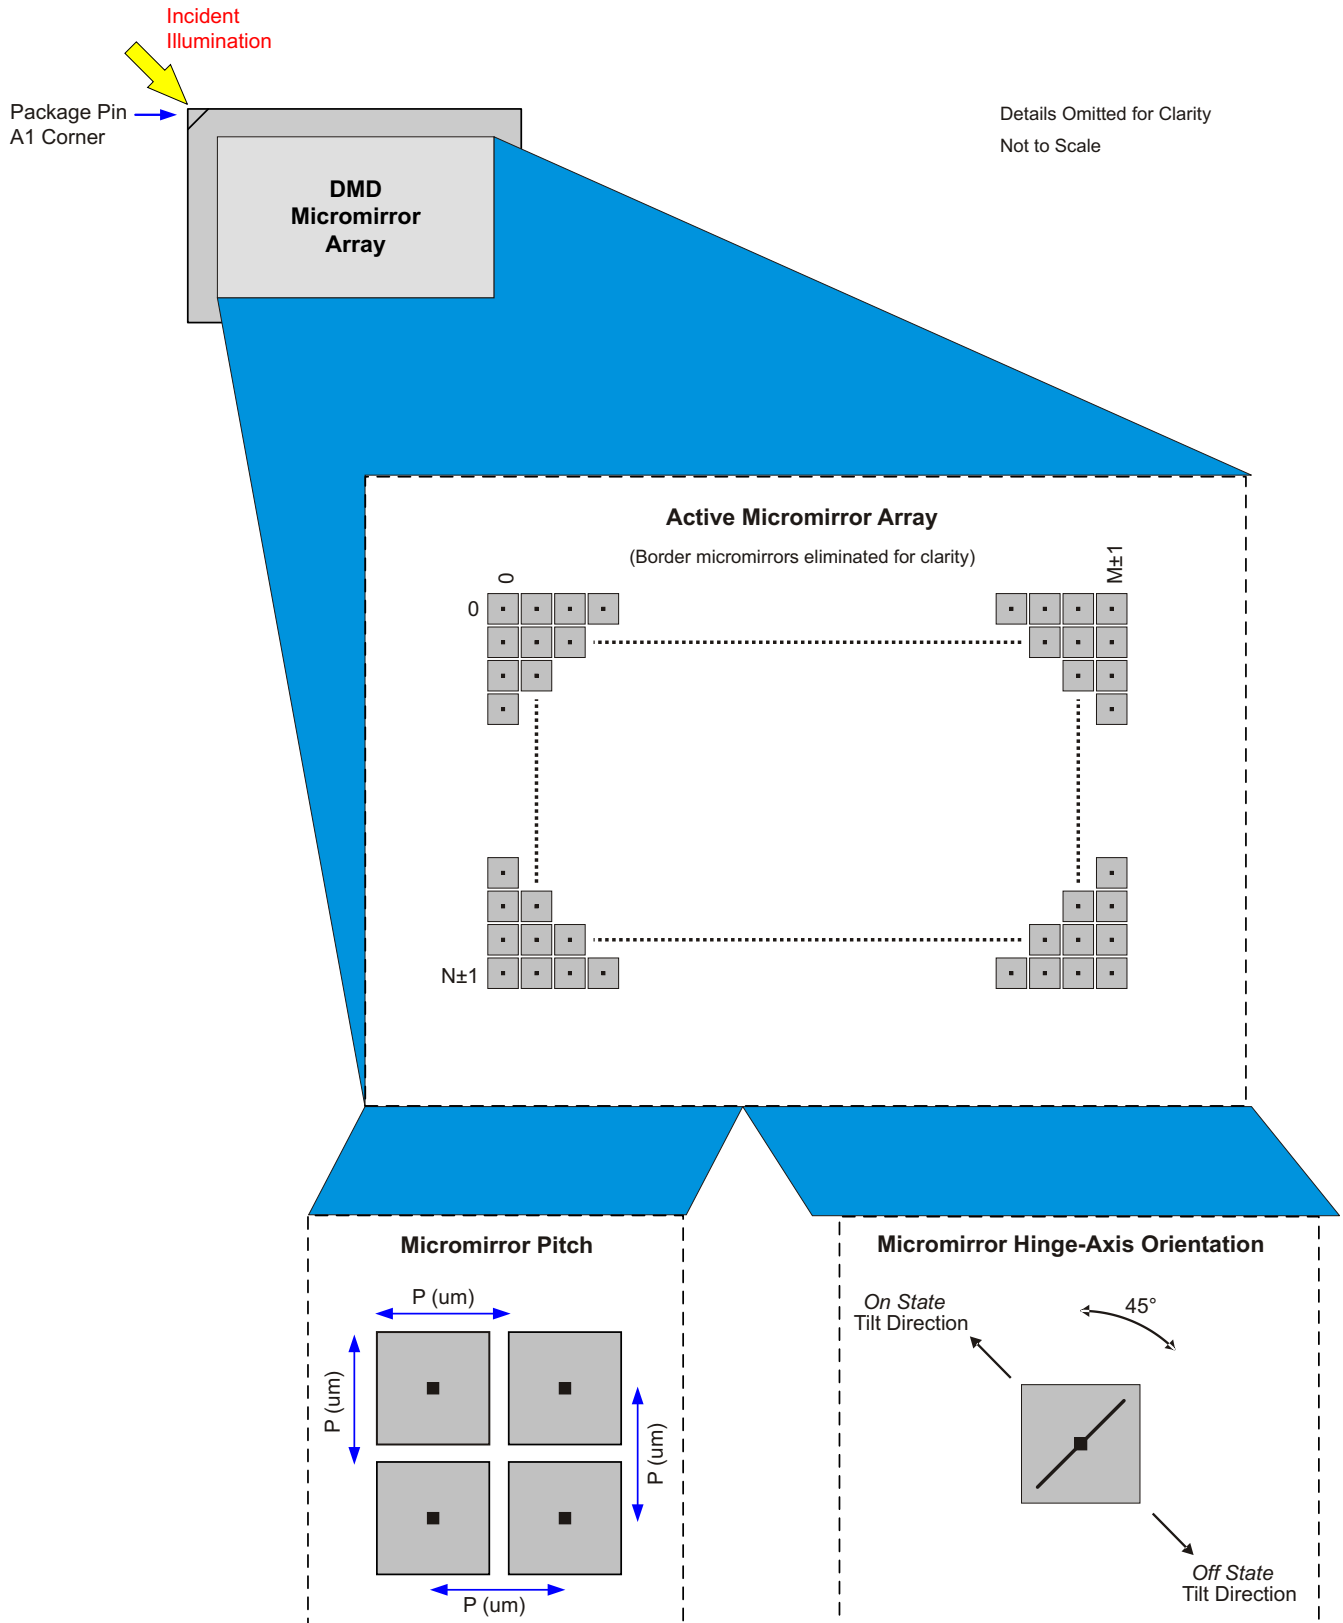 Incident
Illumination
Package Pin
A1 Corner
Details Omitted for Clarity
Not to Scale
DMD
Micromirror
Array
Active Micromirror Array
(Border micromirrors eliminated for clarity)
0
M±1
0
N±1
Micromirror Pitch
P (um)
P (um)
P (um)
P (um)
Micromirror Hinge-Axis Orientation
On State
Tilt Direction
45°
Off State
Tilt Direction